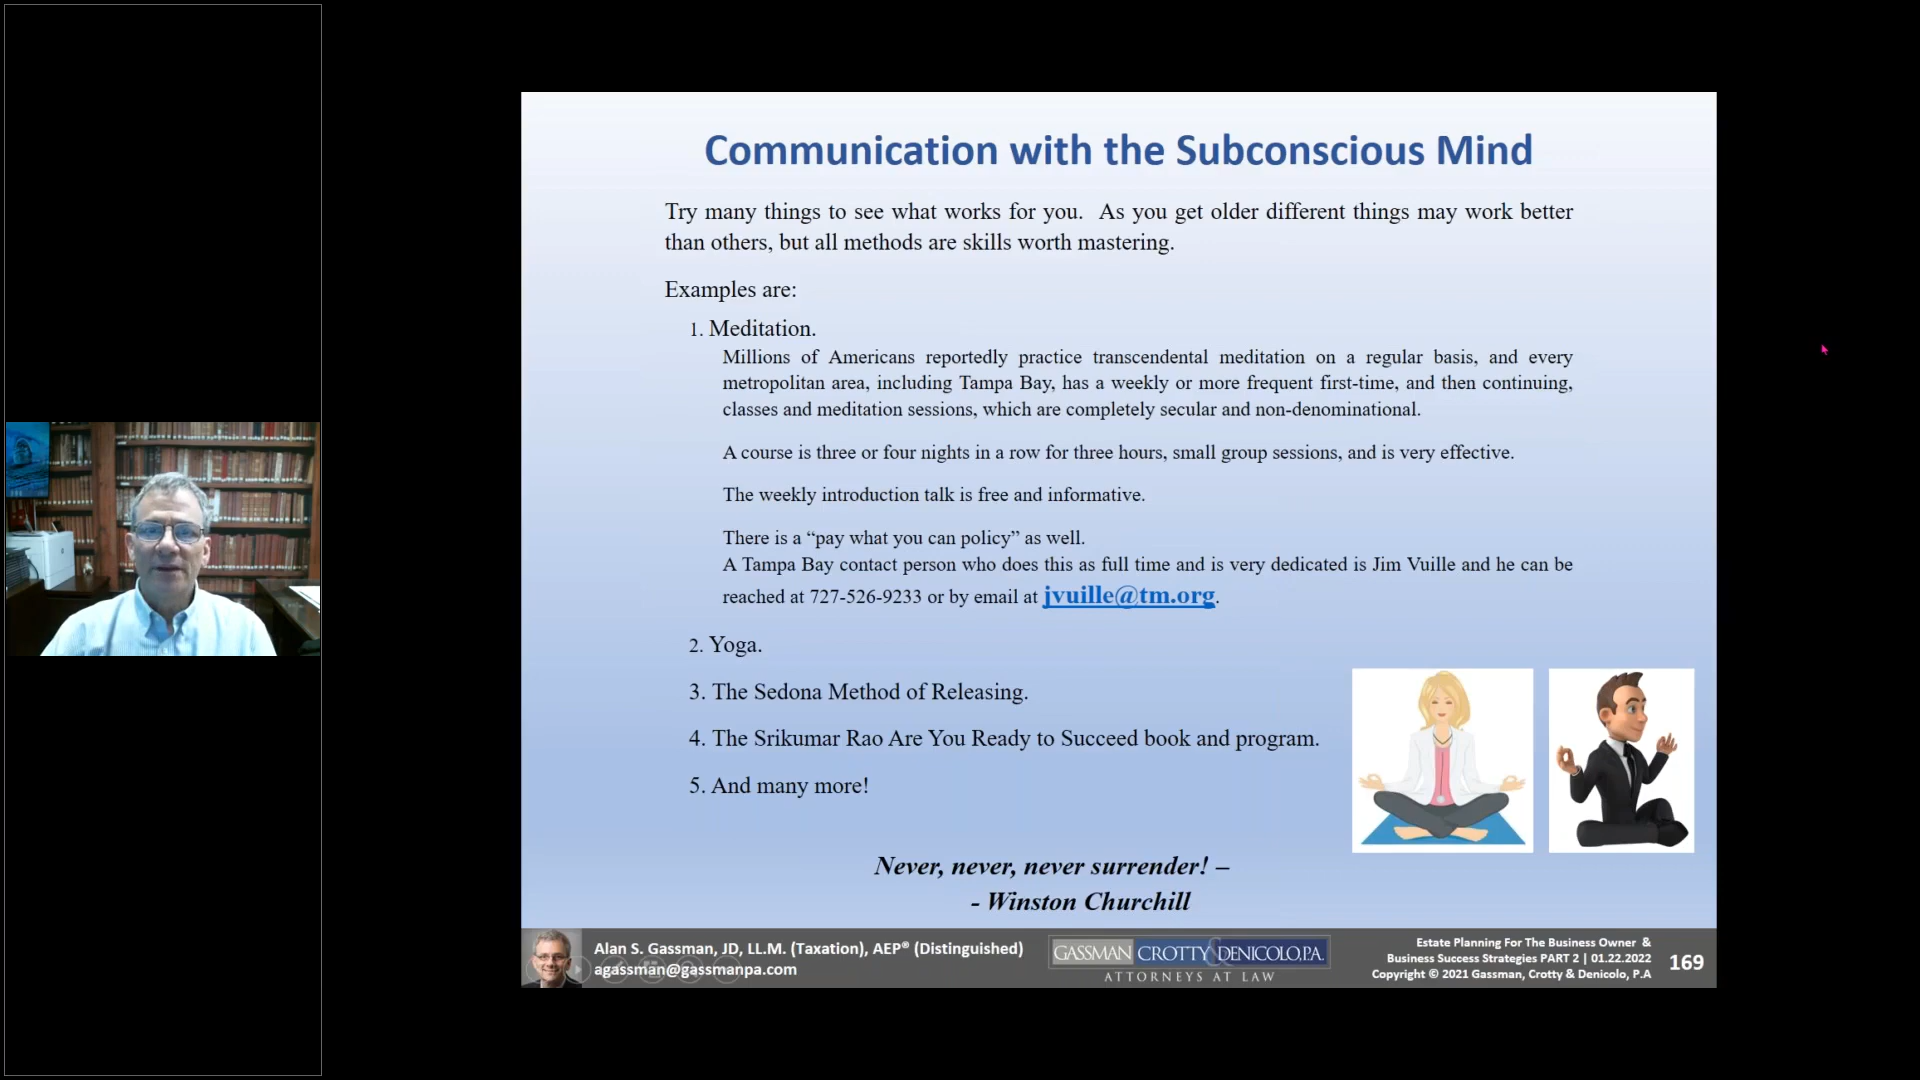 Communication with the Subconscious Mind
Try many things to see what works for you.  As you get older different things may work better
than others, but all methods are skills worth mastering.
Examples are:
1. Meditation.
Millions of Americans reportedly practice transcendental meditation on a regular basis, and every
metropolitan area, including Tampa Bay, has a weekly or more frequent first-time, and then continuing,
classes and meditation sessions, which are completely secular and non-denominational.
A course is three or four nights in a row for three hours, small group sessions, and is very effective.
The weekly introduction talk is free and informative.
There is a “pay what you can policy” as well.
A Tampa Bay contact person who does this as full time and is very dedicated is Jim Vuille and he can be
reached at 727-526-9233 or by email at jvuille@tm.org.
2. Yoga.
3. The Sedona Method of Releasing.
4. The Srikumar Rao Are You Ready to Succeed book and program.
5. And many more!
Never, never, never surrender! –
- Winston Churchill
Alan S. Gassman, JD, LL.M. (Taxation), AEP® (Distinguished)
agassman@gassmanpa.com
GASSMAN CROTTY & DENICOLO, P.A.
ATTORNEYS AT LAW
Estate Planning For The Business Owner &
Business Success Strategies PART 2 | 01.22.2022
Copyright © 2021 Gassman, Crotty & Denicolo, P.A
169